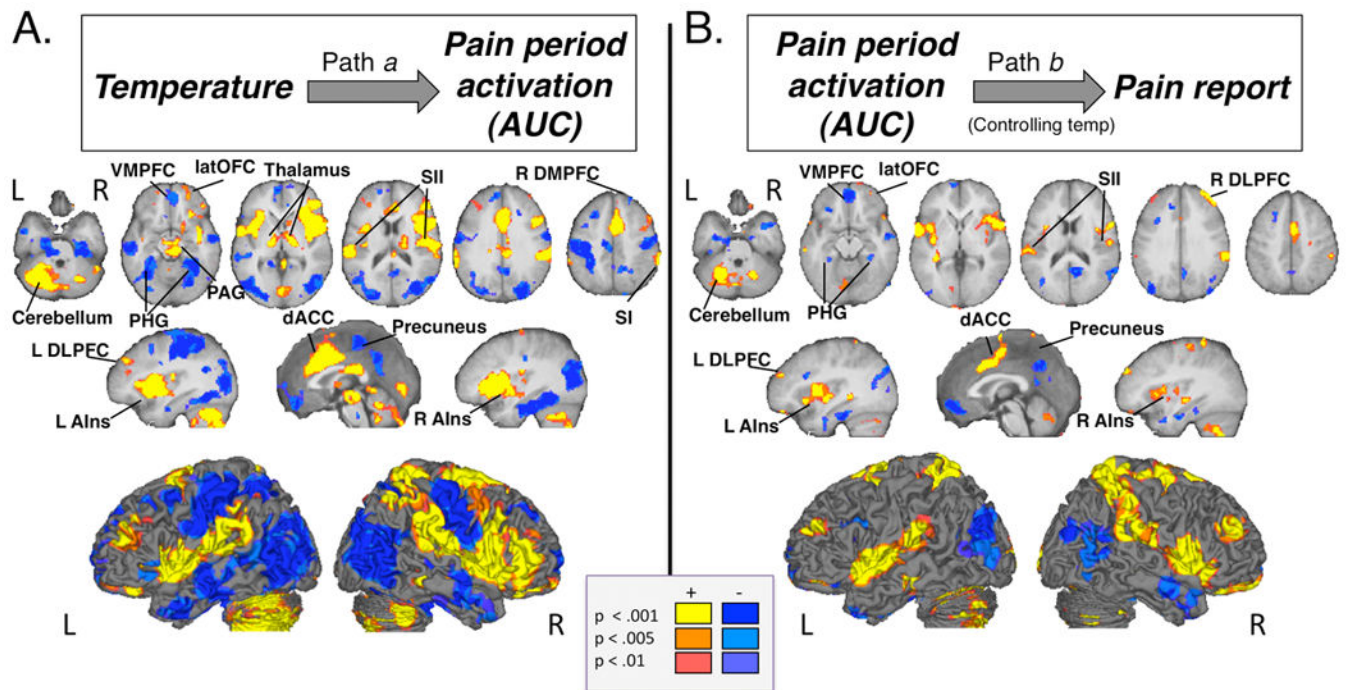 A.
Temperature
Path a
Pain period
activation
(AUC)
L
R
VMPFC
latOFC
Thalamus
SII
R DMPFC
Cerebellum
PHG
PAG
SI
L DLPFC
dACC
Precuneus
L AIns
R AIns
L
R
B.
Pain period
activation
(AUC)
Path b
(Controlling temp)
Pain report
L
R
VMPFC
latOFC
SII
R DLPFC
Cerebellum
PHG
dACC
Precuneus
L DLPFC
L AIns
R AIns
L
R
+ -
p < .001
p < .005
p < .01